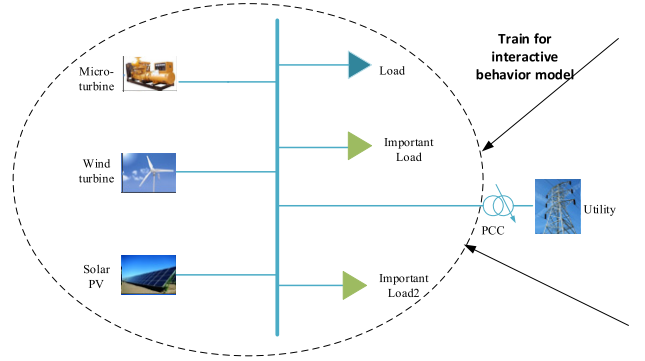 Train for
interactive
behavior model
Micro-
turbine
Load
Important
Load
Wind
turbine
Utility
PCC
Solar
PV
Important
Load2